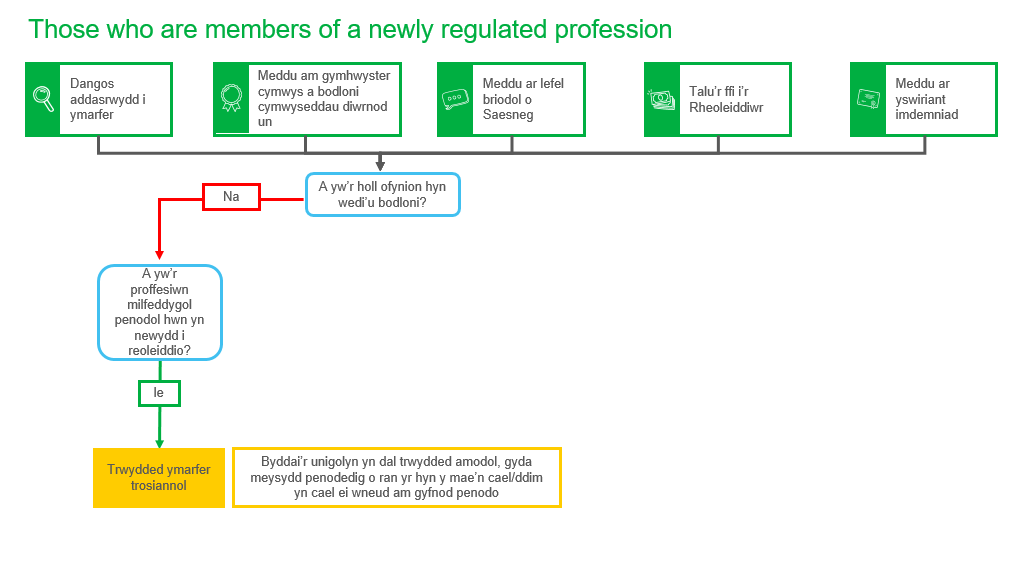 Those who are members of a newly regulated profession
Dangos
addasrwydd i
ymarfer
Meddu am gymhwyster
cymwys a bodloni
cymwyseddau diwrnod
un
Meddu ar lefel
briodol o
Saesneg
Talu’r ffi i’r
Rheoleiddiwr
Meddu ar
yswiriant
imdemniad
A yw’r holl ofynion hyn
wedi’u bodloni?
Na
A yw’r
proffesiwn
milfeddygol
penodol hwn yn
newydd i
reoleiddio?
Ie
Trwydded ymarfer
trosiannol
Byddai’r unigolyn yn dal trwydded amodol, gyda
meysydd penodedig o ran yr hyn y mae’n cael/ddim
yn cael ei wneud am gyfnod penodo